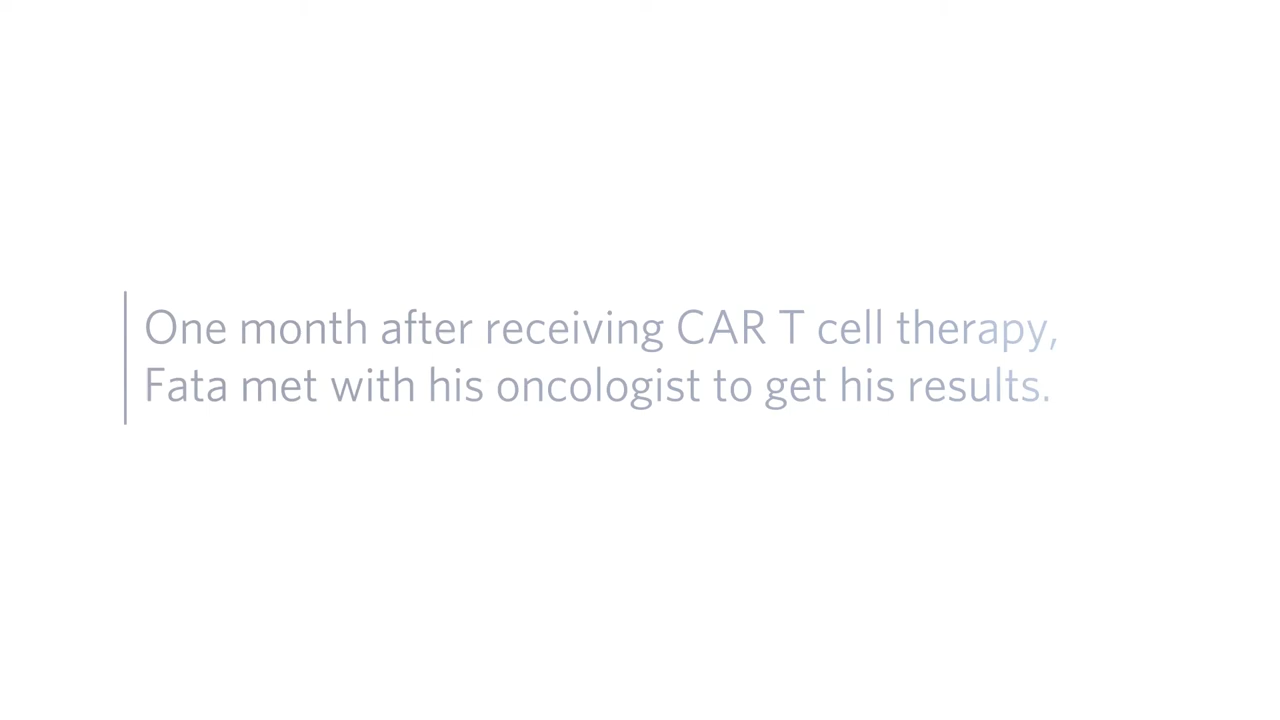 One month after receiving CAR T cell therapy,
Fata met with his oncologist to get his results.